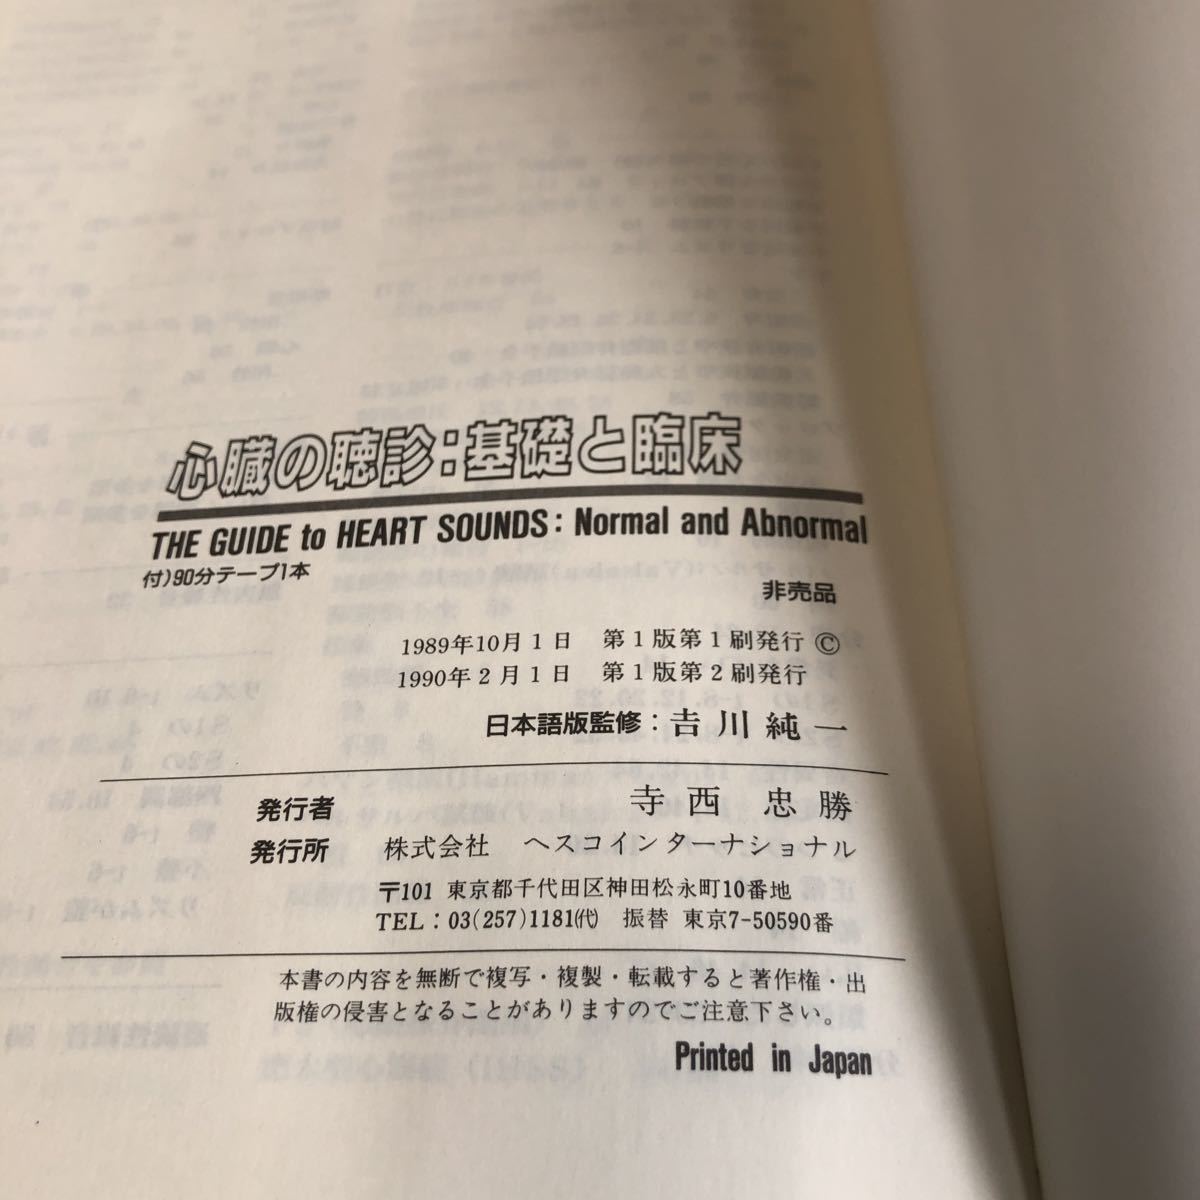 心臓の聴診：基礎と臨床
THE GUIDE to HEART SOUNDS: Normal and Abnormal
付)90分テープ1本
非売品
1989年10月1日　第1版第1刷発行 ©
1990年2月1日　第1版第2刷発行
日本語版監修：吉川純一
発行者　寺西　忠勝
発行所　株式会社　ヘスコインターナショナル
〒101 東京都千代田区神田松永町10番地
TEL：03(257)1181㈹　振替 東京7-50590番
本書の内容を無断で複写・複製・転載すると著作権・出
版権の侵害となることがありますのでご注意下さい。
Printed in Japan